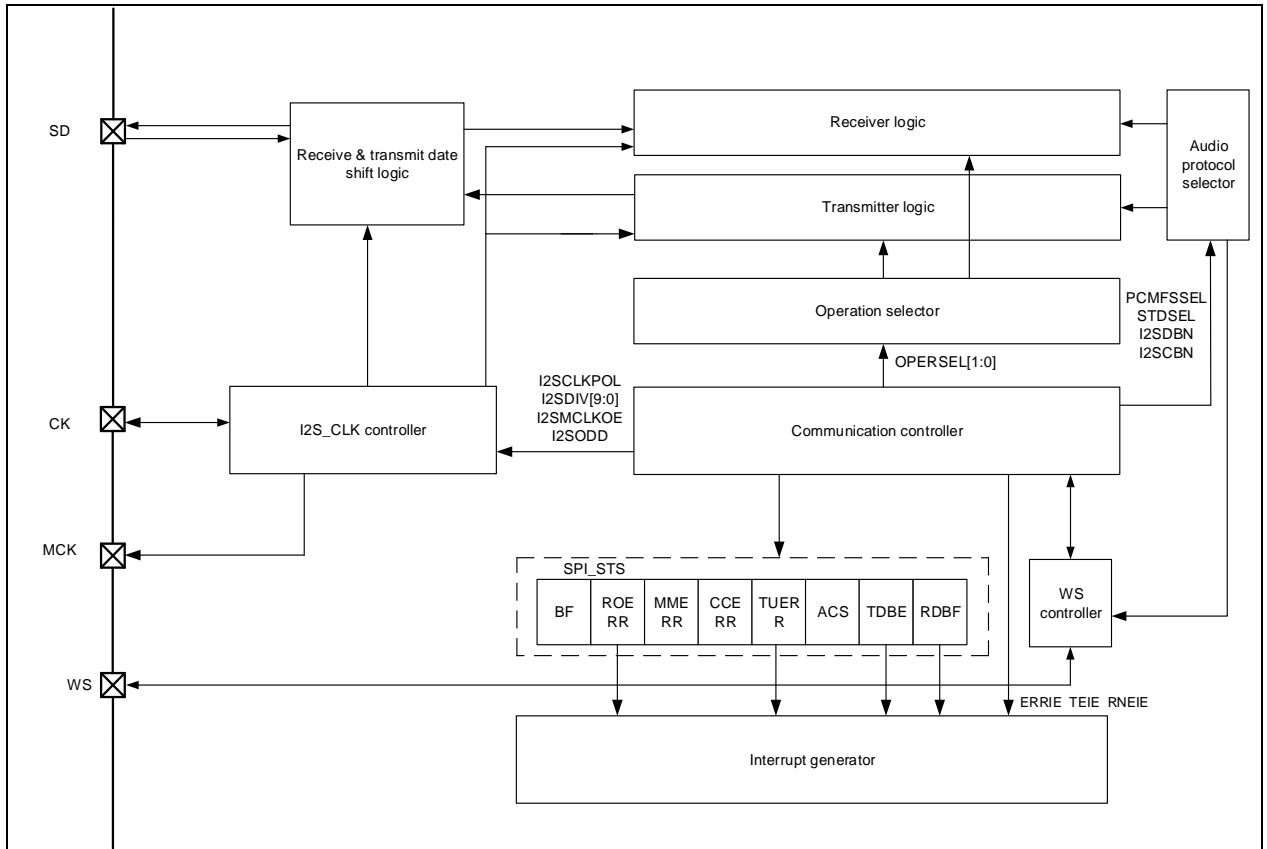 SD
Receive & transmit date
shift logic
Receiver logic
Audio
protocol
selector
Transmitter logic
Operation selector
PCMFSSEL
STDSEL
I2SDBN
I2SCBN
OPERSEL[1:0]
I2SCLKPOL
I2SDIV[9:0]
I2SMCLKOE
I2SODD
CK
I2S_CLK controller
Communication controller
MCK
SPI_STS
BF
ROE
RR
MME
RR
CCE
RR
TUER
R
ACS
TDBE
RDBF
WS
controller
WS
ERRIE TEIE RNEIE
Interrupt generator